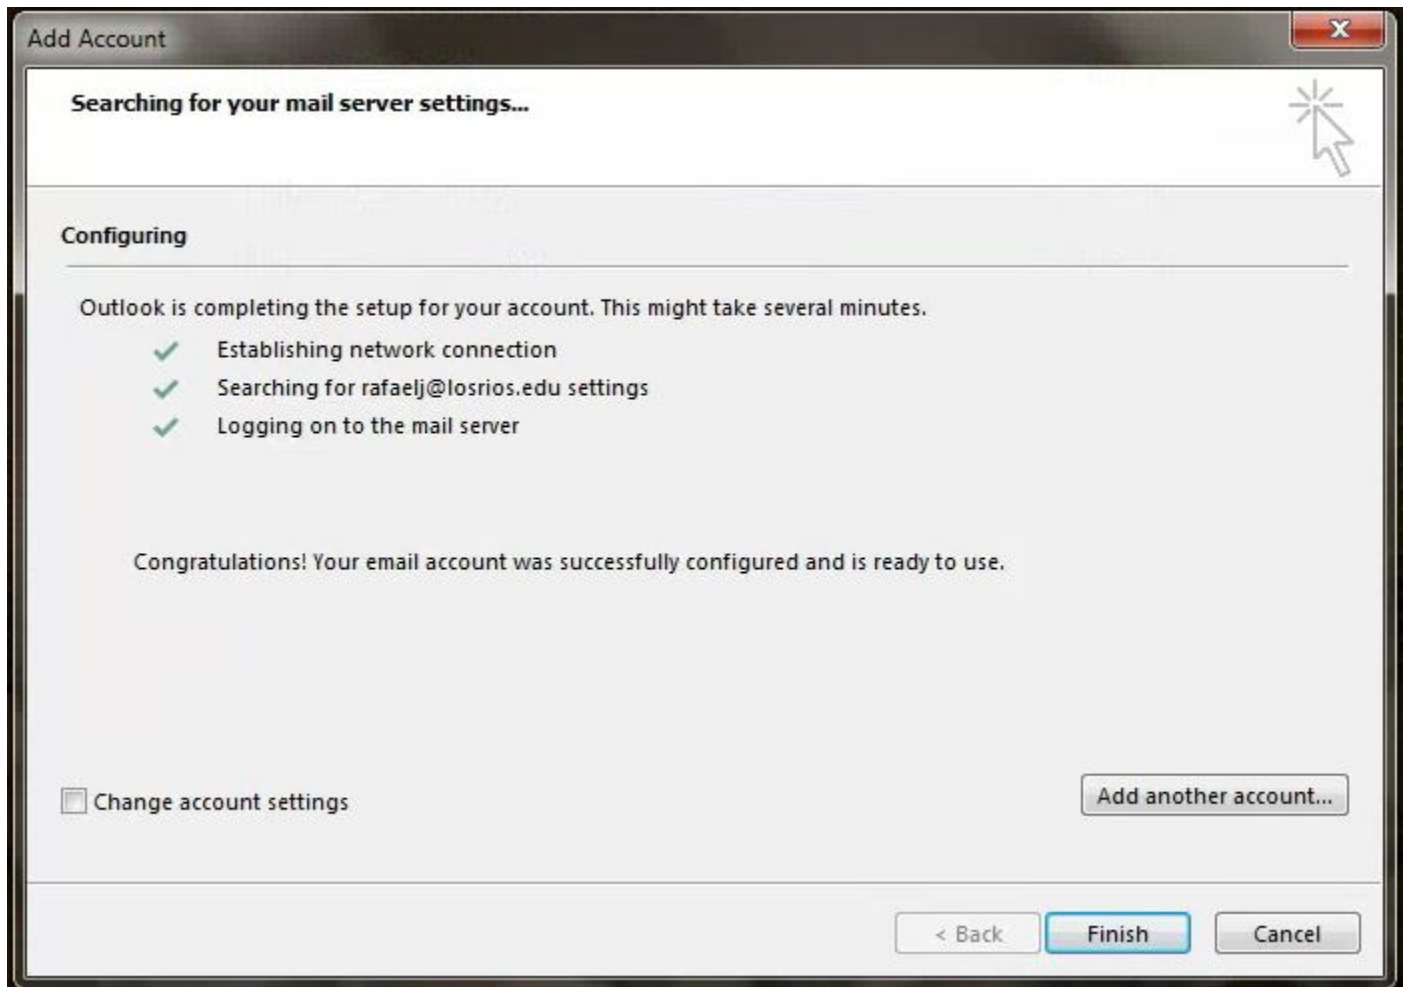 Add Account
Searching for your mail server settings...
Configuring
Outlook is completing the setup for your account. This might take several minutes.
Establishing network connection
Searching for rafaelj@losrios.edu settings
Logging on to the mail server
Congratulations! Your email account was successfully configured and is ready to use.
Change account settings
Add another account...
< Back
Finish
Cancel